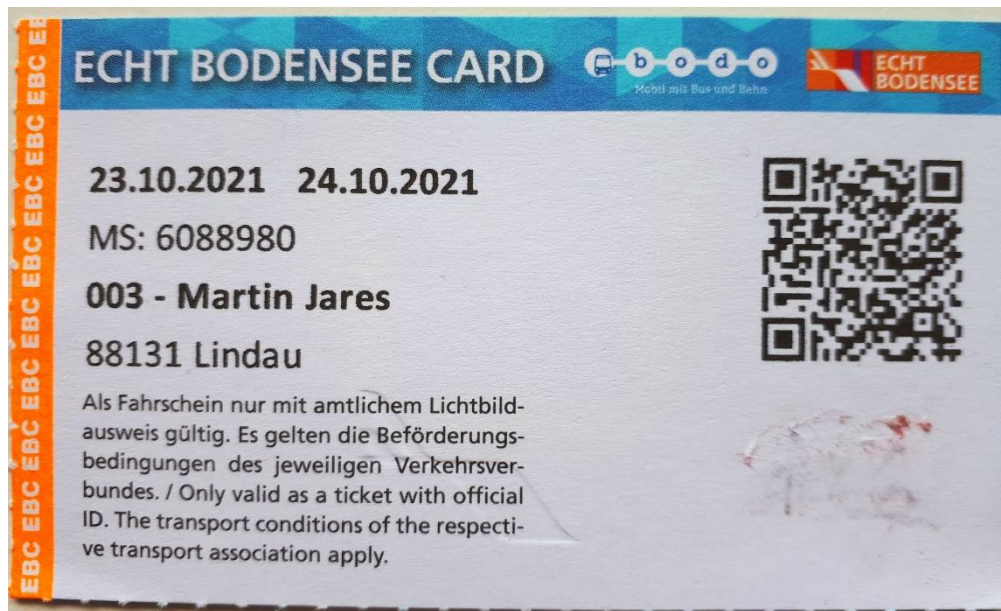 ECHT BODENSEE CARD
bodo
Mobil mit Bus und Bahn
ECHT
BODENSEE
EBC EBC EBC EBC EBC EBC EBC EBC EBC EBC
23.10.2021 24.10.2021
MS: 6088980
003 - Martin Jares
88131 Lindau
Als Fahrschein nur mit amtlichem Lichtbild-
ausweis gültig. Es gelten die Beförderungs-
bedingungen des jeweiligen Verkehrsver-
bundes. / Only valid as a ticket with official
ID. The transport conditions of the respecti-
ve transport association apply.